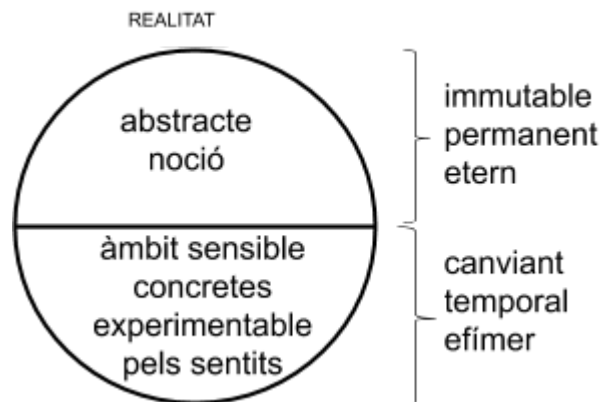 REALITAT
abstracte
noció
immutable
permanent
etern
àmbit sensible
concretes
experimentable
pels sentits
canviant
temporal
efímer